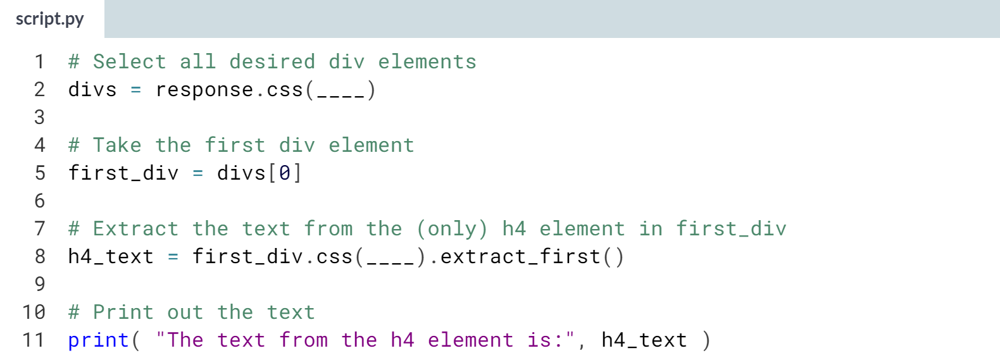 script.py
1 # Select all desired div elements
2 divs = response.css(____)
3
4 # Take the first div element
5 first_div = divs[0]
6
7 # Extract the text from the (only) h4 element in first_div
8 h4_text = first_div.css(____).extract_first()
9
10 # Print out the text
11 print( "The text from the h4 element is:", h4_text )